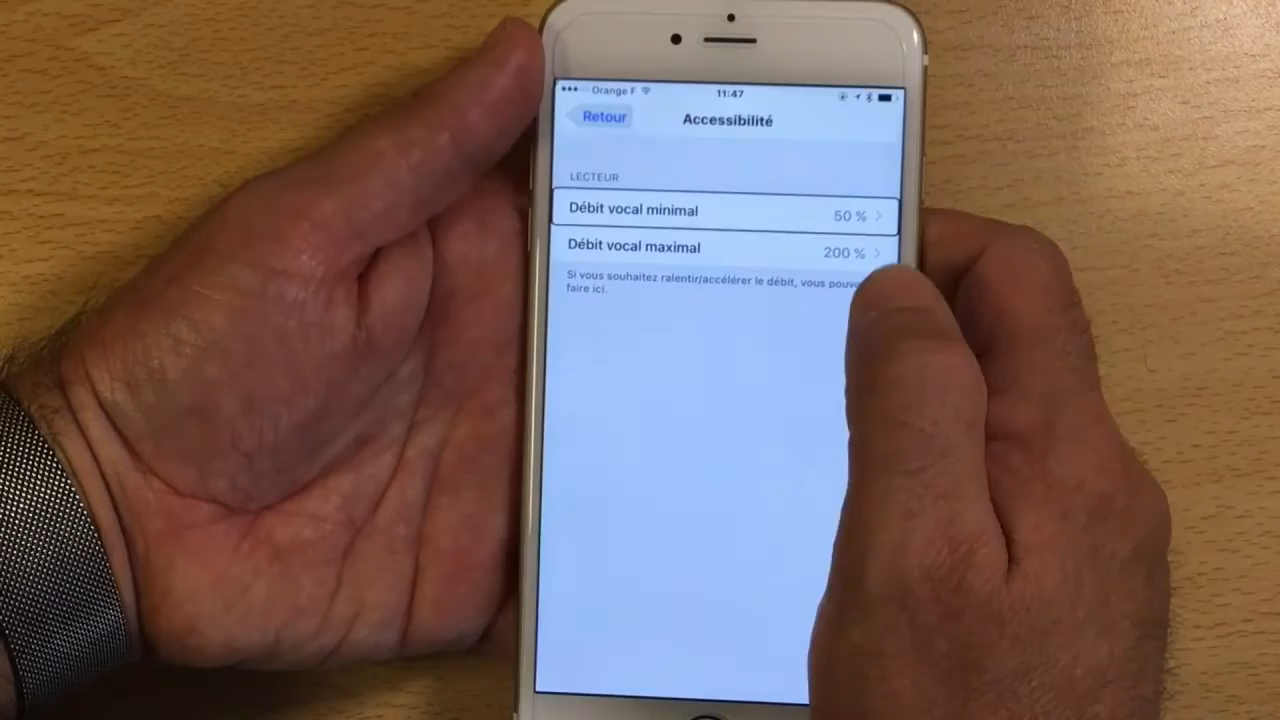 Orange F 11:47
Retour Accessibilité
LECTEUR
Débit vocal minimal 50 % >
Débit vocal maximal 200 % >
Si vous souhaitez ralentir/accélérer le débit, vous
faire ici.